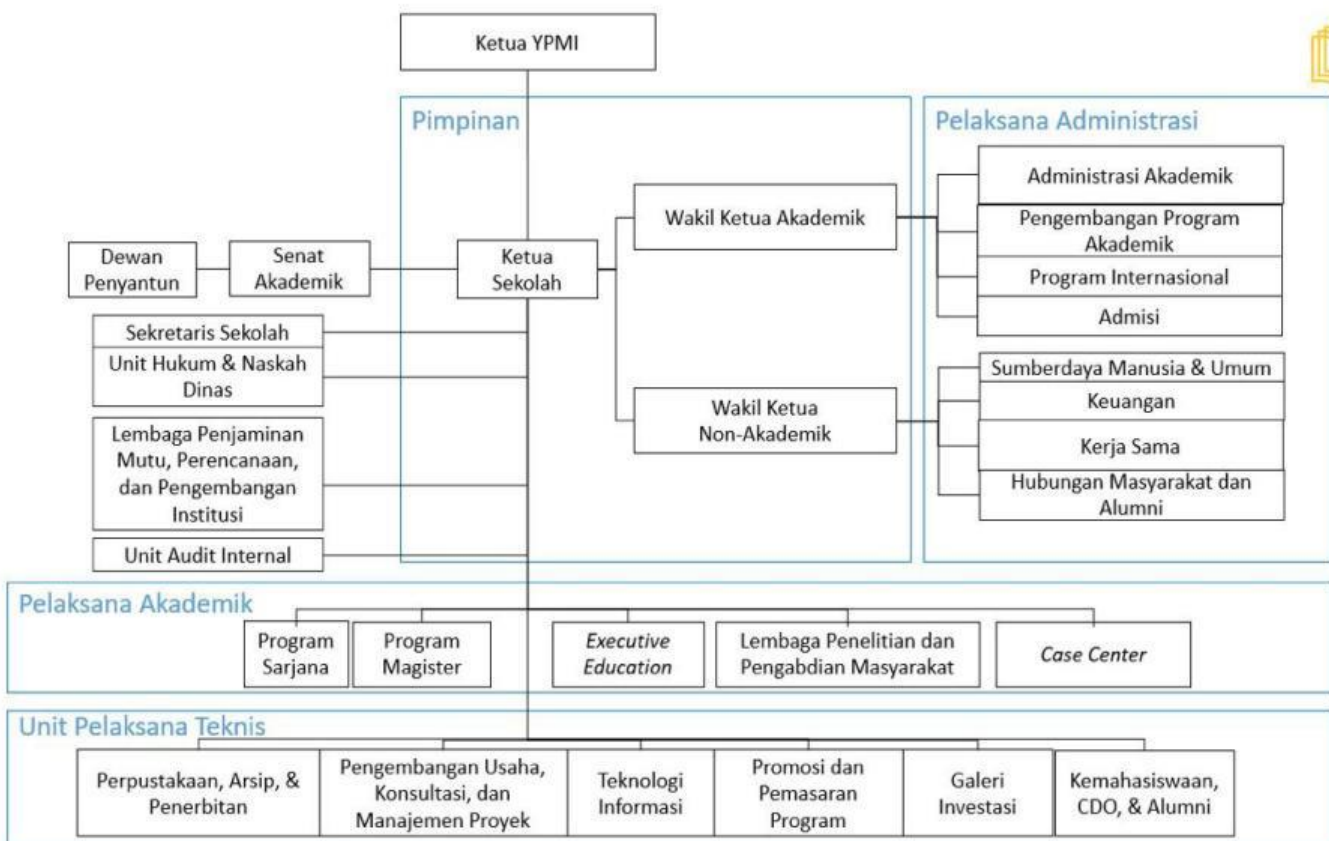 Ketua YPMI
Pimpinan
Pelaksana Administrasi
Dewan
Penyantun
Senat
Akademik
Ketua
Sekolah
Wakil Ketua Akademik
Administrasi Akademik
Pengembangan Program
Akademik
Program Internasional
Admisi
Sekretaris Sekolah
Unit Hukum & Naskah
Dinas
Lembaga Penjaminan
Mutu, Perencanaan,
dan Pengembangan
Institusi
Unit Audit Internal
Wakil Ketua
Non-Akademik
Sumberdaya Manusia & Umum
Keuangan
Kerja Sama
Hubungan Masyarakat dan
Alumni
Pelaksana Akademik
Program
Sarjana
Program
Magister
Executive
Education
Lembaga Penelitian dan
Pengabdian Masyarakat
Case Center
Unit Pelaksana Teknis
Perpustakaan, Arsip, &
Penerbitan
Pengembangan Usaha,
Konsultasi, dan
Manajemen Proyek
Teknologi
Informasi
Promosi dan
Pemasaran
Program
Galeri
Investasi
Kemahasiswaan,
CDO, & Alumni